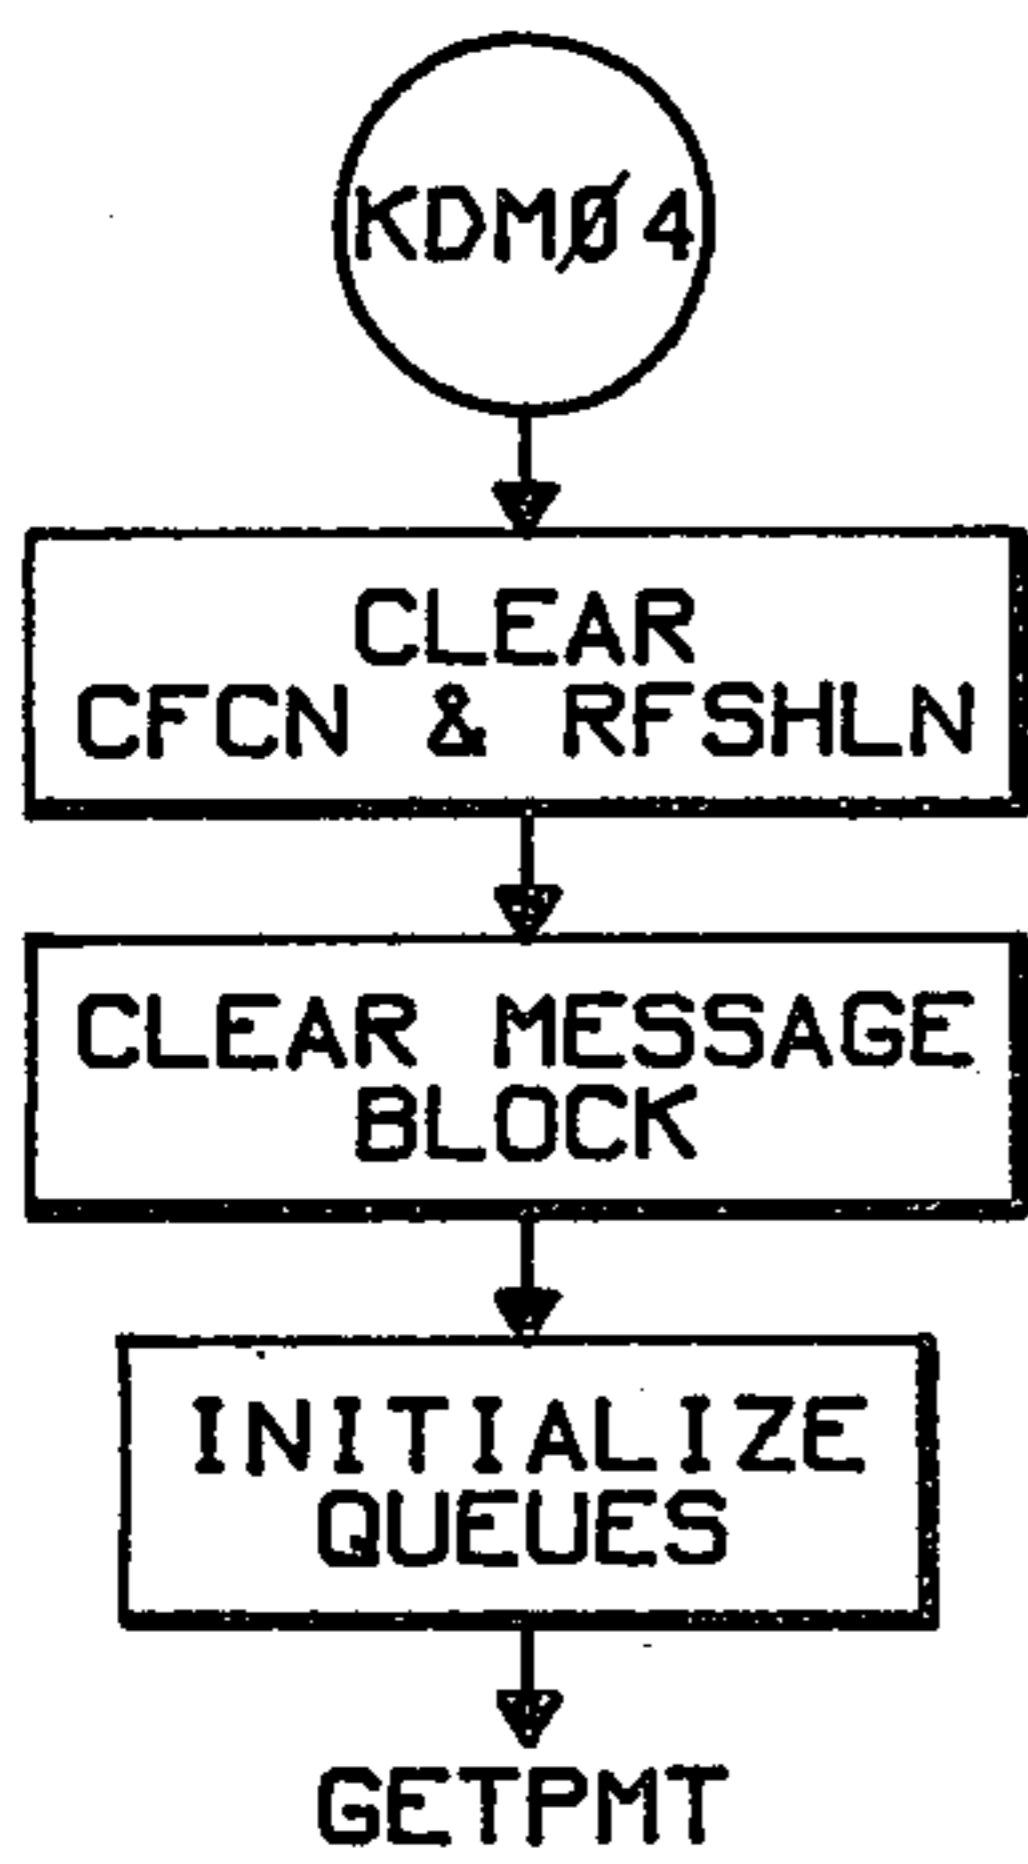 KDMØ4
CLEAR
CFCN & RFSHLN
CLEAR MESSAGE
BLOCK
INITIALIZE
QUEUES
GETPMT